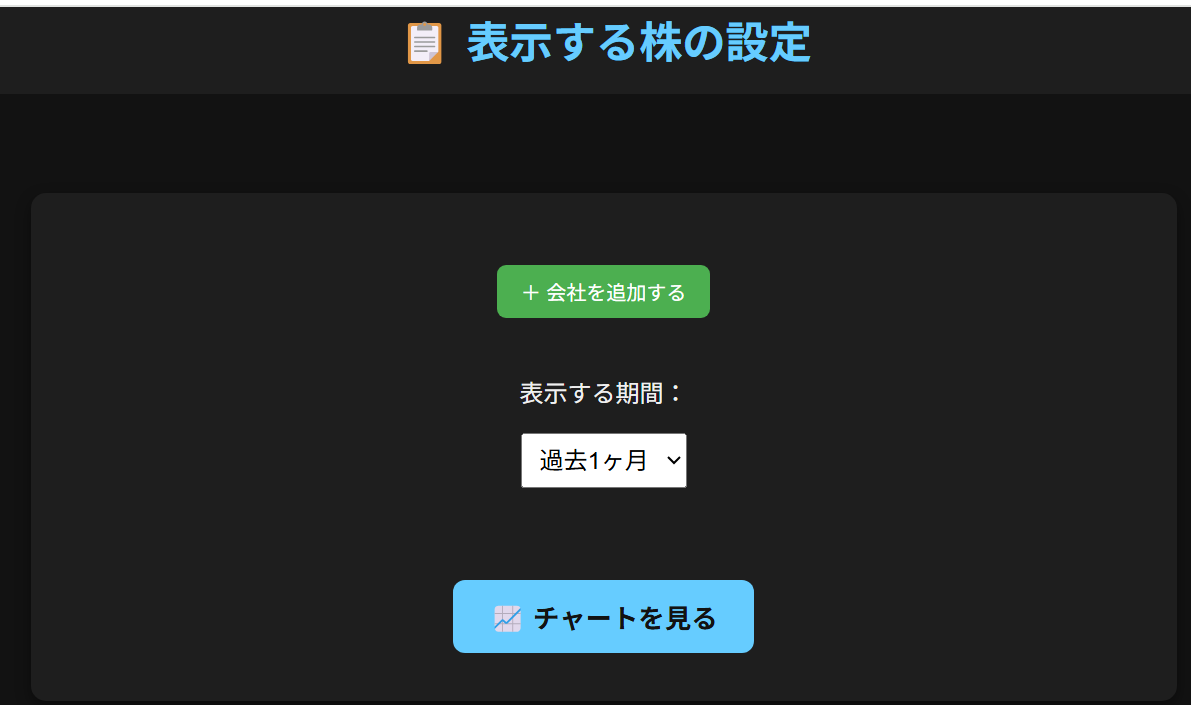 表示する株の設定
＋ 会社を追加する
表示する期間：
過去1ヶ月
チャートを見る